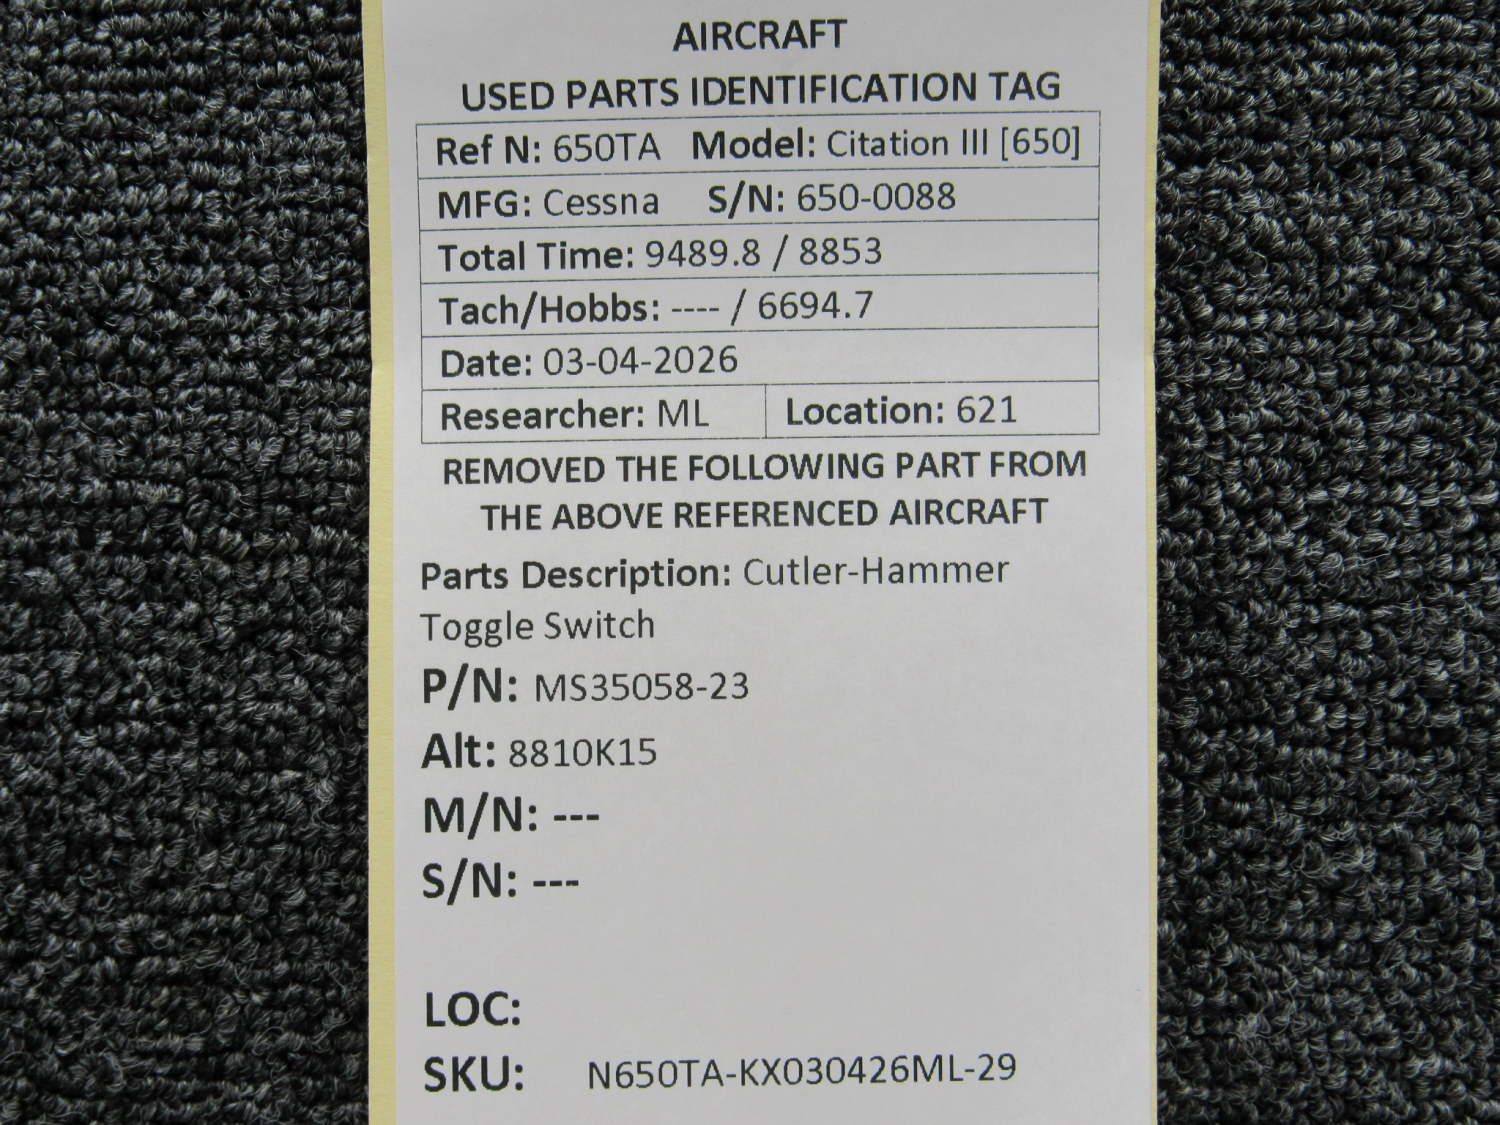 AIRCRAFT
USED PARTS IDENTIFICATION TAG
Ref N: 650TA Model: Citation III [650]
MFG: Cessna S/N: 650-0088
Total Time: 9489.8 / 8853
Tach/Hobbs: ---- / 6694.7
Date: 03-04-2026
Researcher: ML Location: 621
REMOVED THE FOLLOWING PART FROM
THE ABOVE REFERENCED AIRCRAFT
Parts Description: Cutler-Hammer
Toggle Switch
P/N: MS35058-23
Alt: 8810K15
M/N: ---
S/N: ---
LOC:
SKU: N650TA-KX030426ML-29